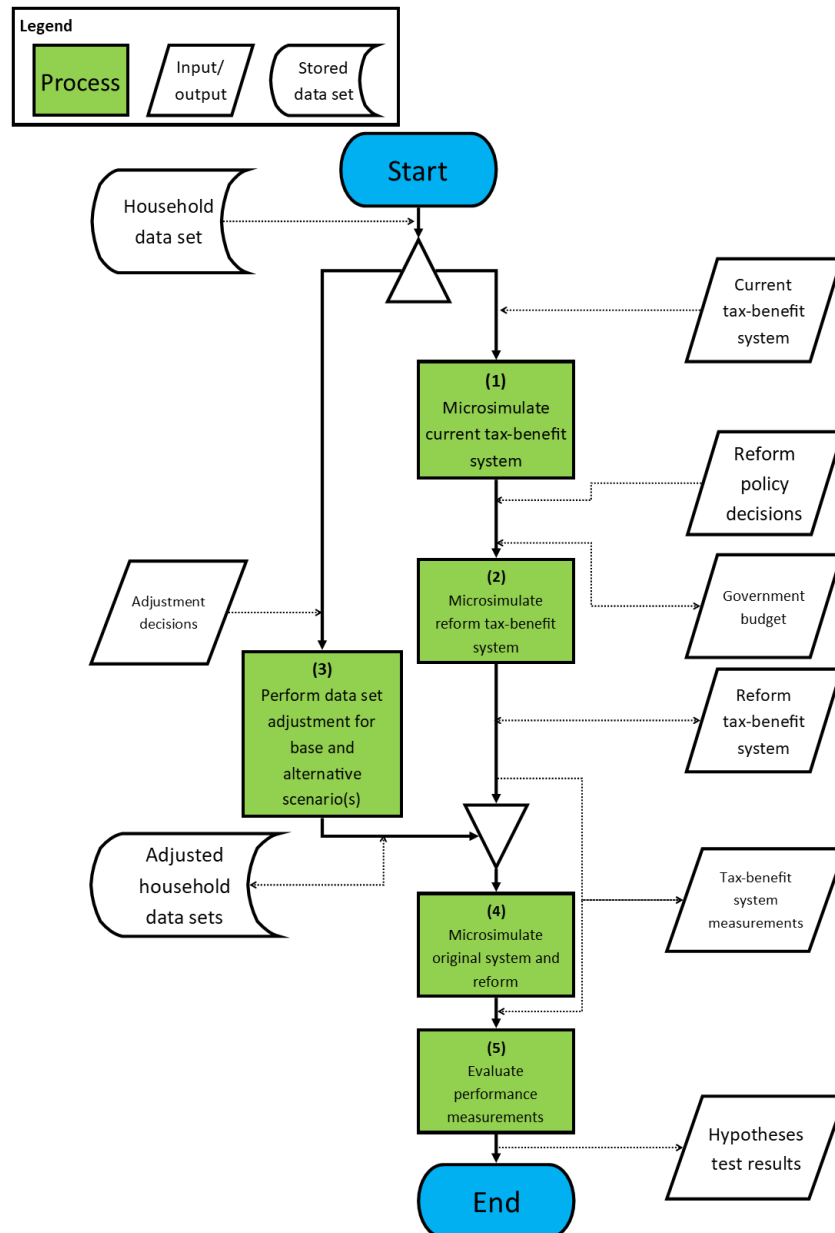 Legend
Process
Input/
output
Stored
data set
Start
Household
data set
Current
tax-benefit
system
(1)
Microsimulate
current tax-benefit
system
Reform
policy
decisions
(2)
Microsimulate
reform tax-benefit
system
Government
budget
Adjustment
decisions
(3)
Perform data set
adjustment for
base and
alternative
scenario(s)
Reform
tax-benefit
system
Adjusted
household
data sets
Tax-benefit
system
measurements
(4)
Microsimulate
original system and
reform
(5)
Evaluate
performance
measurements
Hypotheses
test results
End